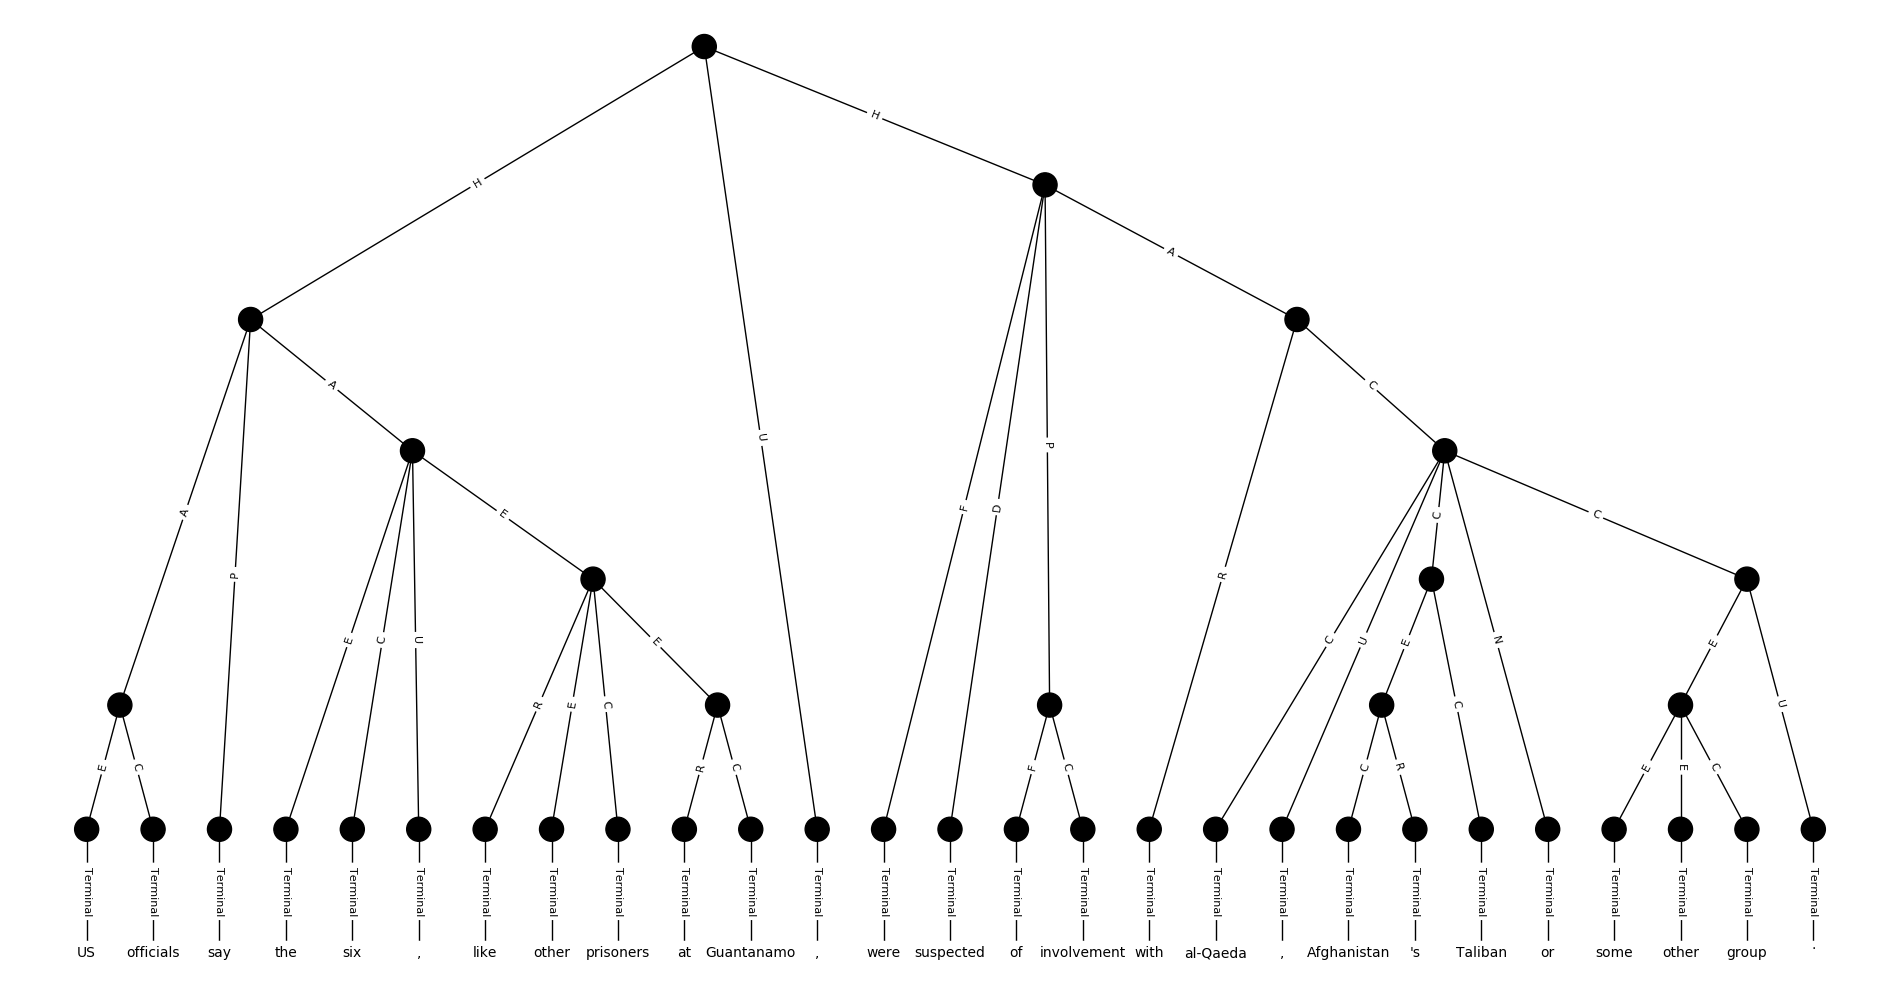 H
H
A
A
C
A
P
U
F
D
P
R
E
C
U
E
C
U
C
N
C
E
C
R
E
C
E
E
C
E
U
E
C
R
C
F
C
C
R
E
E
C
Terminal Terminal Terminal Terminal Terminal Terminal Terminal Terminal Terminal Terminal Terminal Terminal Terminal Terminal Terminal Terminal Terminal Terminal Terminal Terminal Terminal Terminal Terminal Terminal Terminal Terminal Terminal
US officials say the six , like other prisoners at Guantanamo , were suspected of involvement with al-Qaeda , Afghanistan 's Taliban or some other group .